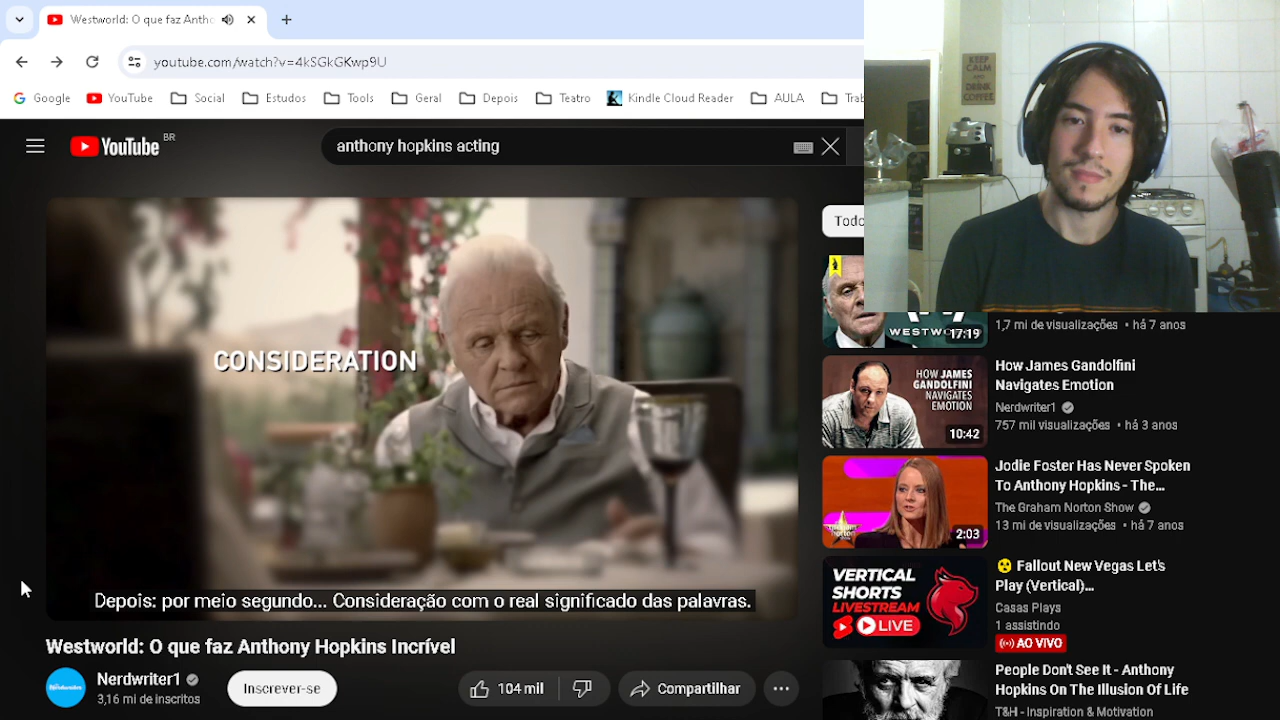 Westworld: O que faz Antho
youtube.com/watch?v=4kSGkGKwp9U
Google
YouTube
Social
Tools
Geral
Depois
Teatro
Kindle Cloud Reader
AULA
YouTube BR
anthony hopkins acting
KEEP
CALM
AND
DRINK
COFFEE
CONSIDERATION
Depois: por meio segundo... Consideração com o real significado das palavras.
Westworld: O que faz Anthony Hopkins Incrível
Nerdwriter1
3,16 mi de inscritos
Inscrever-se
104 mil
Compartilhar
17:19
1,7 mi de visualizações • há 7 anos
HOW JAMES
GANDOLFINI
NAVIGATES
EMOTION
10:42
How James Gandolfini
Navigates Emotion
Nerdwriter1
757 mil visualizações • há 3 anos
2:03
Jodie Foster Has Never Spoken
To Anthony Hopkins - The...
The Graham Norton Show
13 mi de visualizações • há 7 anos
VERTICAL
SHORTS
LIVESTREAM
LIVE
Fallout New Vegas Let's
Play (Vertical)...
Casas Plays
1 assistindo
AO VIVO
People Don't See It - Anthony
Hopkins On The Illusion Of Life
T&H - Inspiration & Motivation